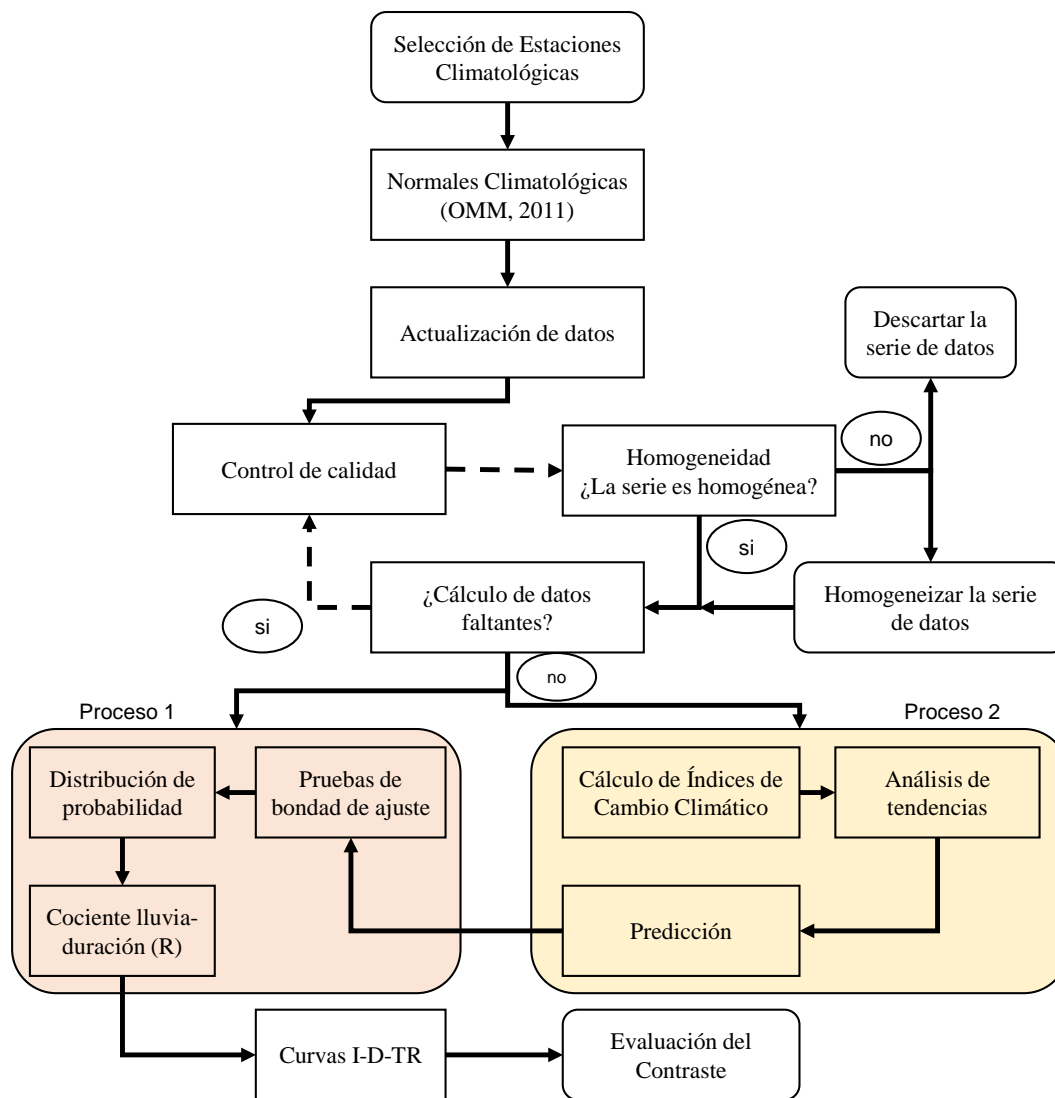 Selección de Estaciones
Climatológicas
Normales Climatológicas
(OMM, 2011)
Actualización de datos
Descartar la
serie de datos
no
Control de calidad
Homogeneidad
¿La serie es homogénea?
si
¿Cálculo de datos
faltantes?
Homogeneizar la serie
de datos
si
no
Proceso 1
Proceso 2
Distribución de
probabilidad
Pruebas de
bondad de ajuste
Cálculo de Índices de
Cambio Climático
Análisis de
tendencias
Cociente lluvia-
duración (R)
Predicción
Curvas I-D-TR
Evaluación del
Contraste